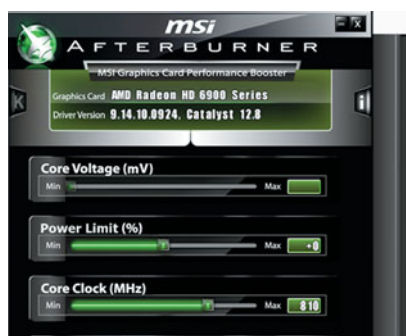 msi
AFTERBURNER
MSI Graphics Card Performance Booster
Graphics Card AMD Radeon HD 6900 Series
Driver Version 9.14.10.0924, Catalyst 12.8
K
i
Core Voltage (mV)
Min Max
Power Limit (%)
Min Max +0
Core Clock (MHz)
Min Max 810